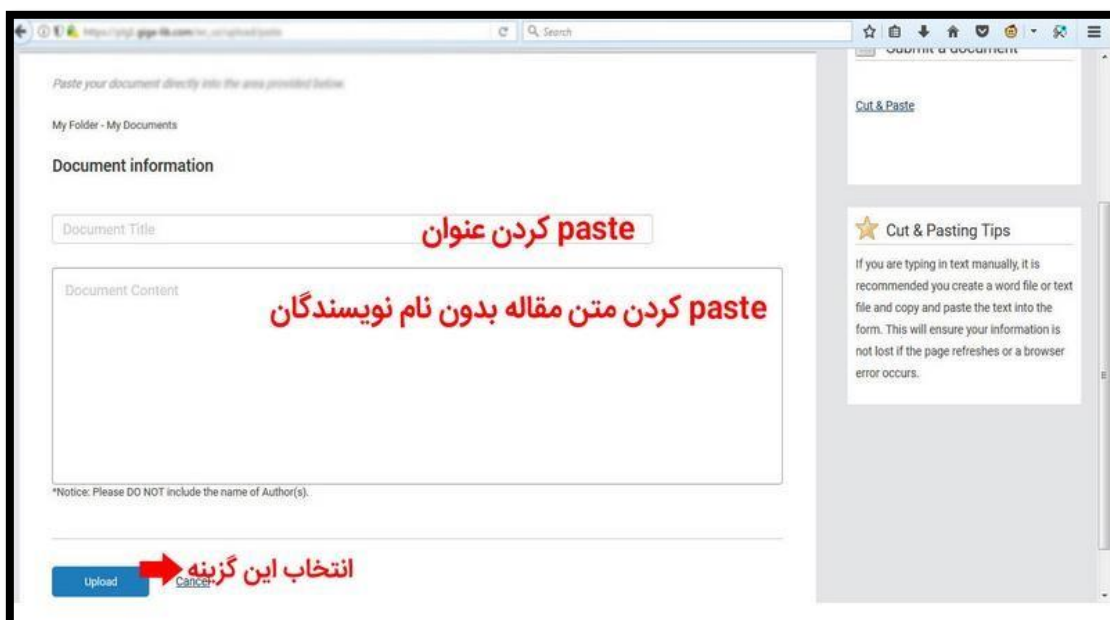 Search
Paste your document directly into the area provided below.
My Folder - My Documents
Document information
Document Title
paste کردن عنوان
Document Content
paste کردن متن مقاله بدون نام نویسندگان
*Notice: Please DO NOT include the name of Author(s).
Upload
Cancel
انتخاب این گزینه
Submit a document
Cut & Paste
Cut & Pasting Tips
If you are typing in text manually, it is
recommended you create a word file or text
file and copy and paste the text into the
form. This will ensure your information is
not lost if the page refreshes or a browser
error occurs.